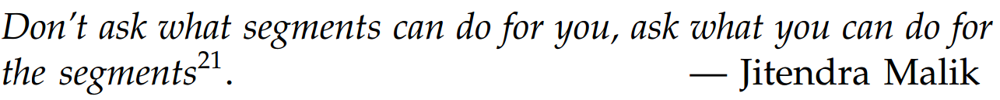 Don't ask what segments can do for you, ask what you can do for
the segments21. — Jitendra Malik